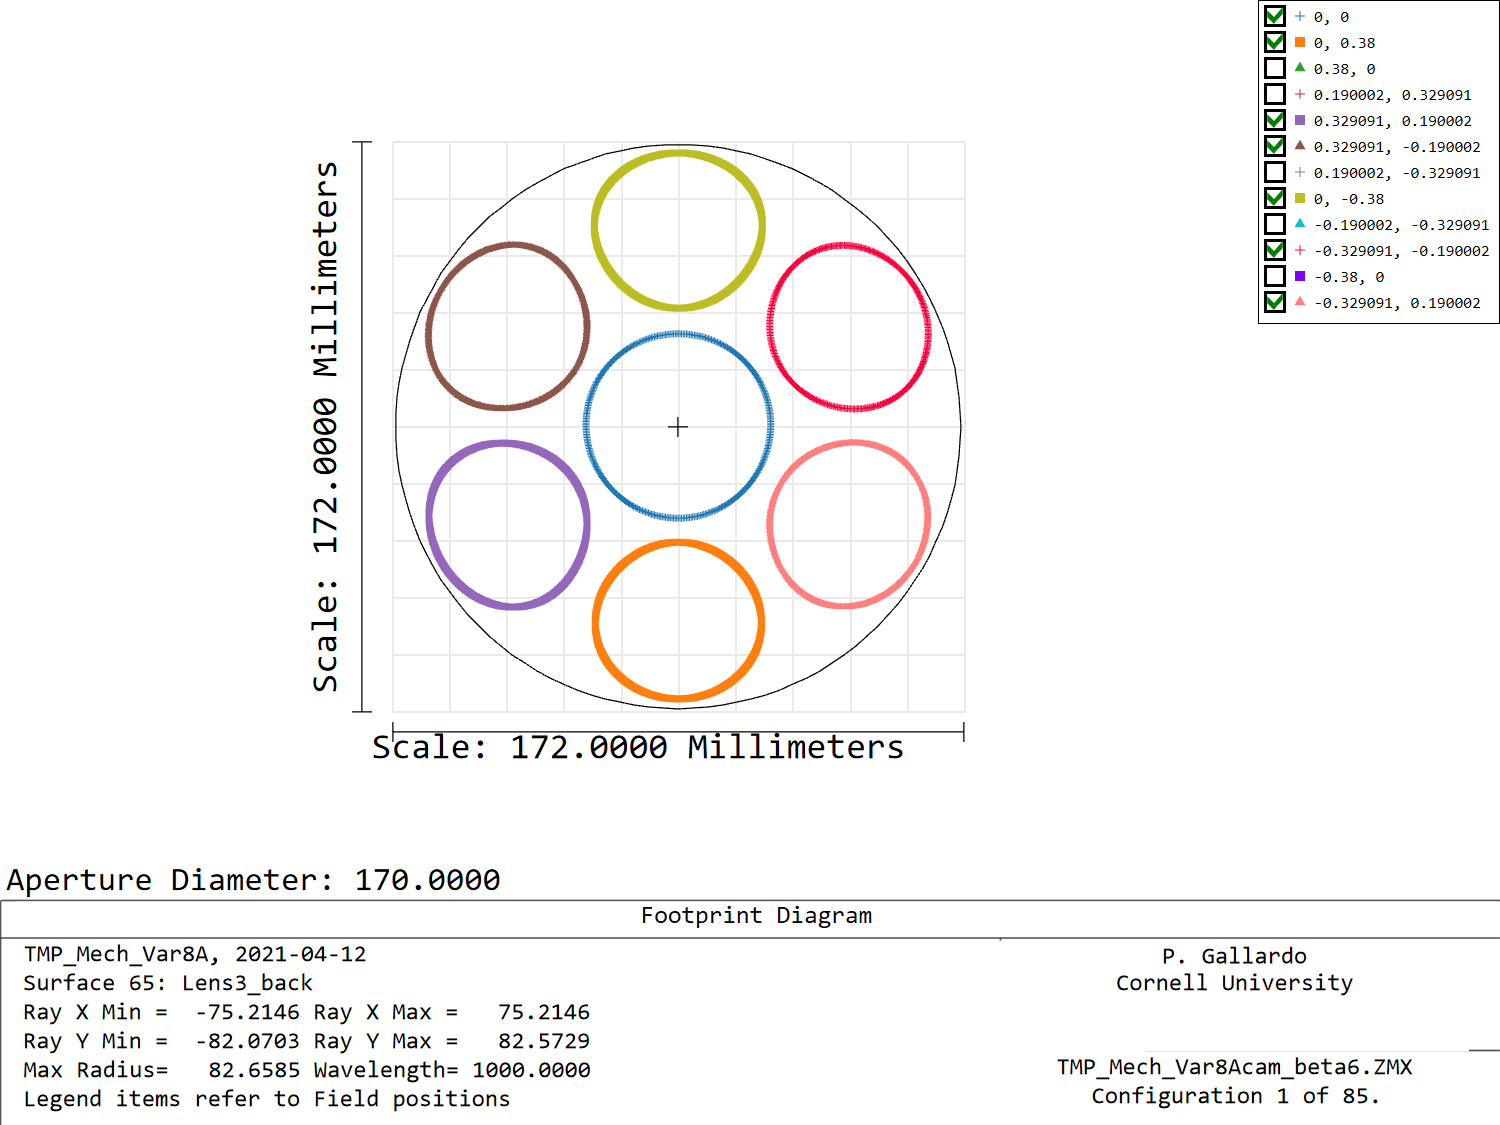 0, 0
0, 0.38
0.38, 0
0.190002, 0.329091
0.329091, 0.190002
0.329091, -0.190002
0.190002, -0.329091
0, -0.38
-0.190002, -0.329091
-0.329091, -0.190002
-0.38, 0
-0.329091, 0.190002
Scale: 172.0000 Millimeters
Scale: 172.0000 Millimeters
Aperture Diameter: 170.0000
Footprint Diagram
TMP_Mech_Var8A, 2021-04-12
Surface 65: Lens3_back
Ray X Min = -75.2146 Ray X Max = 75.2146
Ray Y Min = -82.0703 Ray Y Max = 82.5729
Max Radius= 82.6585 Wavelength= 1000.0000
Legend items refer to Field positions
P. Gallardo
Cornell University
TMP_Mech_Var8Acam_beta6.ZMX
Configuration 1 of 85.